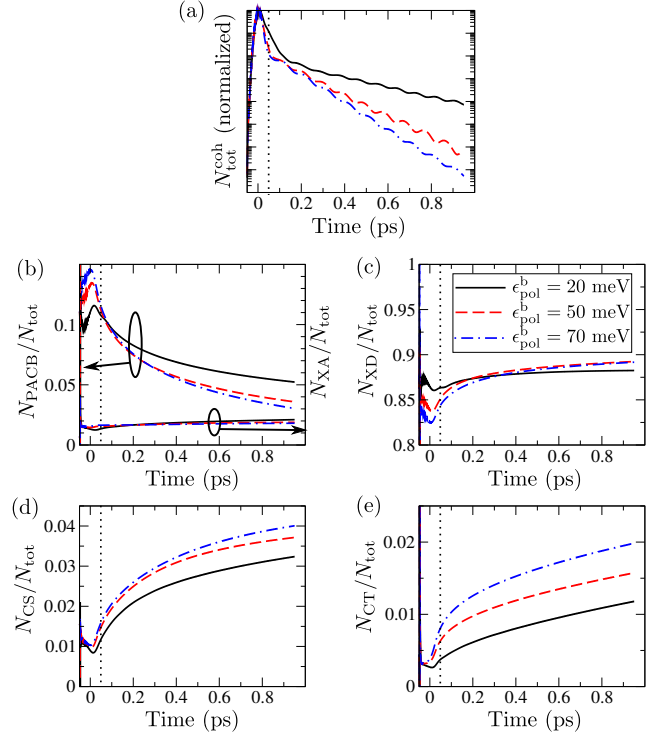 (a)
N_tot^coh (normalized)
0 0.2 0.4 0.6 0.8
Time (ps)
(b)
N_PACB/N_tot
0.1
0.05
0
N_XA/N_tot
0 0.2 0.4 0.6 0.8
Time (ps)
(c)
N_XD/N_tot
1
0.95
0.9
0.85
0.8
ϵ_pol^b = 20 meV
ϵ_pol^b = 50 meV
ϵ_pol^b = 70 meV
0 0.2 0.4 0.6 0.8
Time (ps)
(d)
N_CS/N_tot
0.04
0.03
0.02
0.01
0
0 0.2 0.4 0.6 0.8
Time (ps)
(e)
N_CT/N_tot
0.02
0.01
0
0 0.2 0.4 0.6 0.8
Time (ps)